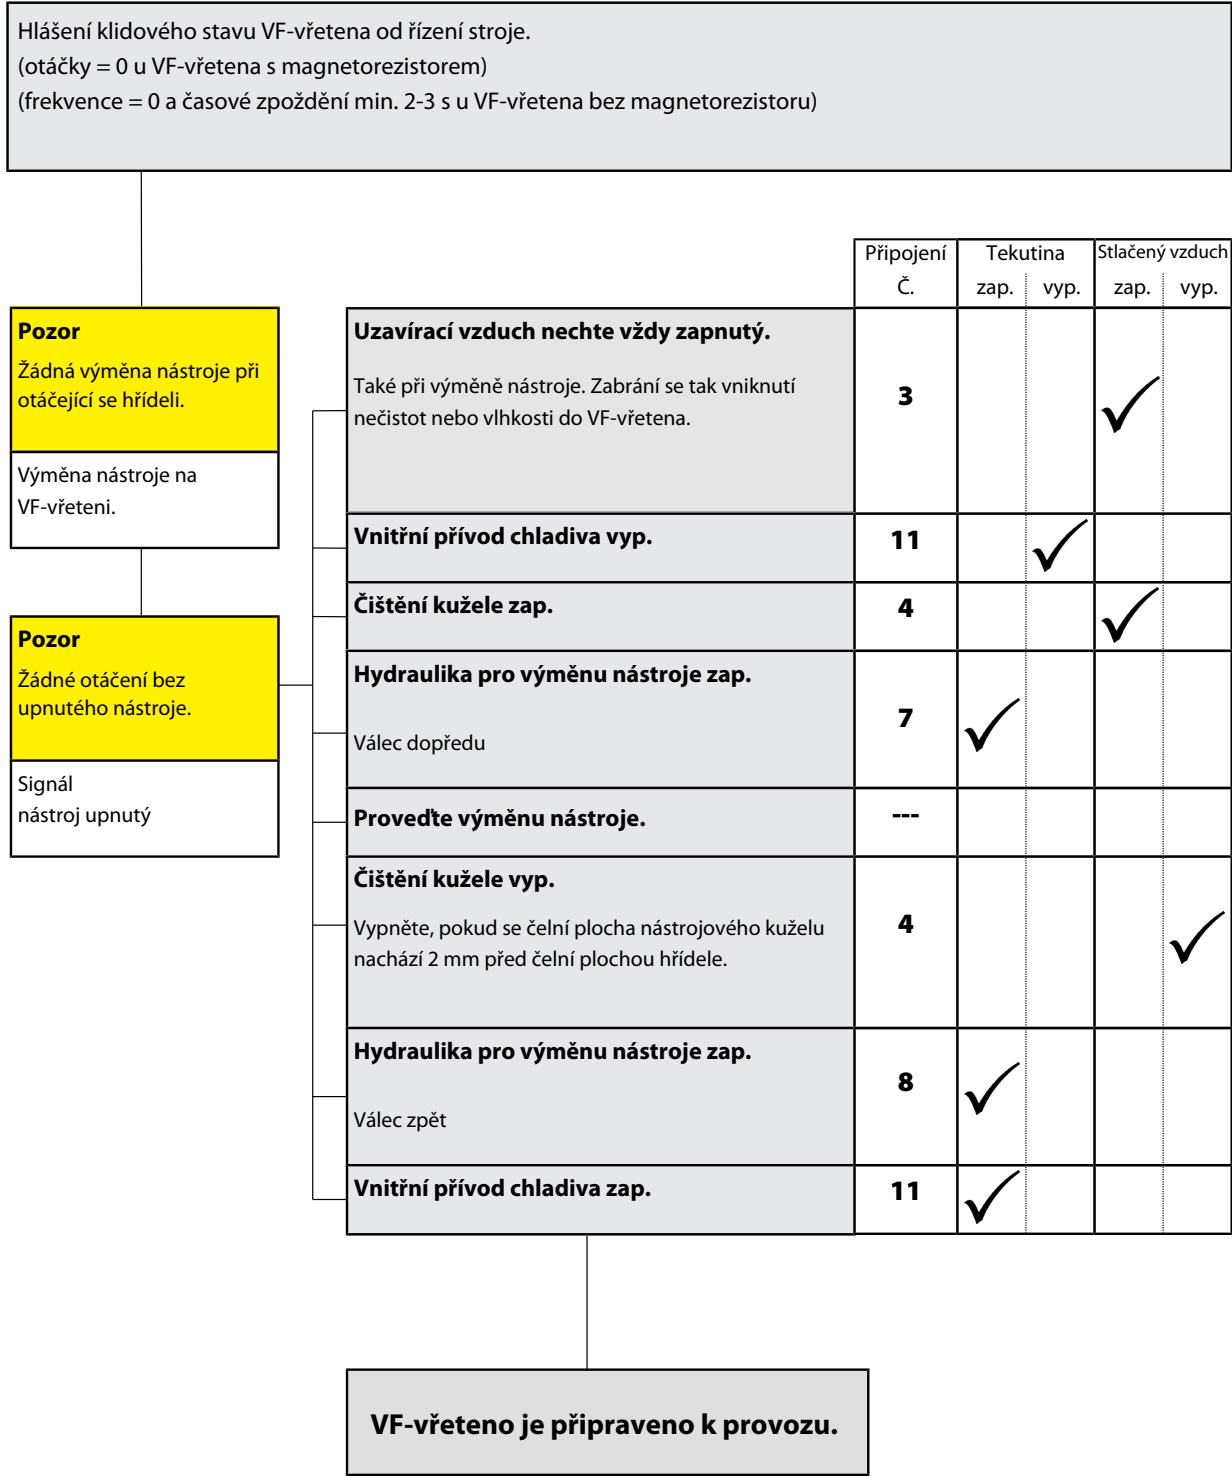 Hlášení klidového stavu VF-vřetena od řízení stroje.
(otáčky = 0 u VF-vřetena s magnetorezistorem)
(frekvence = 0 a časové zpoždění min. 2-3 s u VF-vřetena bez magnetorezistoru)
Připojení Tekutina Stlačený vzduch
Č. zap. vyp. zap. vyp.
Pozor
Žádná výměna nástroje při
otáčející se hřídeli.
Výměna nástroje na
VF-vřeteni.
Pozor
Žádné otáčení bez
upnutého nástroje.
Signál
nástroj upnutý
Uzavírací vzduch nechte vždy zapnutý.
Také při výměně nástroje. Zabrání se tak vniknutí
nečistot nebo vlhkosti do VF-vřetena.
3
Vnitřní přívod chladiva vyp.
11
Čištění kužele zap.
4
Hydraulika pro výměnu nástroje zap.
Válec dopředu
7
Proveďte výměnu nástroje.
---
Čištění kužele vyp.
Vypněte, pokud se čelní plocha nástrojového kuželu
nachází 2 mm před čelní plochou hřídele.
4
Hydraulika pro výměnu nástroje zap.
Válec zpět
8
Vnitřní přívod chladiva zap.
11
VF-vřeteno je připraveno k provozu.